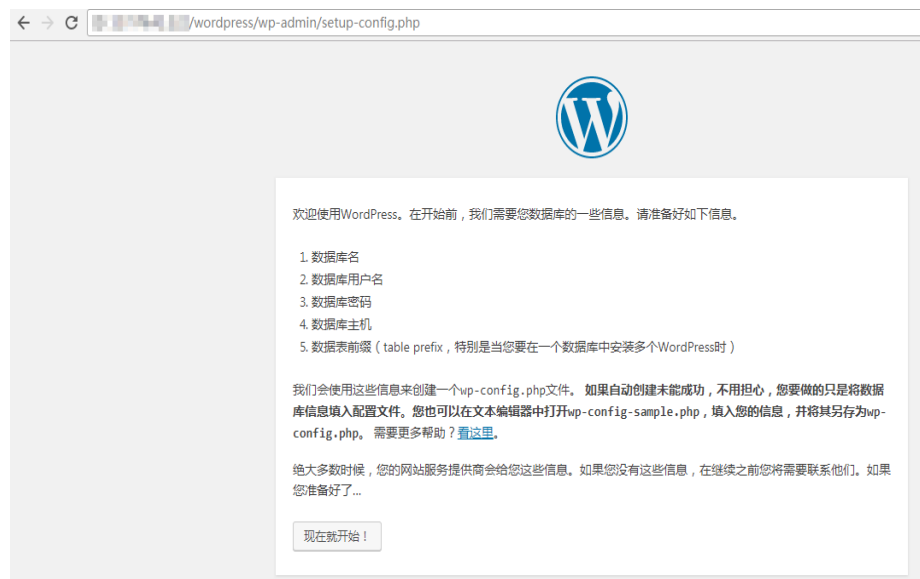 /wordpress/wp-admin/setup-config.php
欢迎使用WordPress。在开始前，我们需要您数据库的一些信息。请准备好如下信息。
1. 数据库名
2. 数据库用户名
3. 数据库密码
4. 数据库主机
5. 数据表前缀（table prefix，特别是当您要在一个数据库中安装多个WordPress时）
我们会使用这些信息来创建一个wp-config.php文件。 如果自动创建未能成功，不用担心，您要做的只是将数据
库信息填入配置文件。您也可以在文本编辑器中打开wp-config-sample.php，填入您的信息，并将其另存为wp-
config.php。 需要更多帮助？看这里。
绝大多数时候，您的网站服务提供商会给您这些信息。如果您没有这些信息，在继续之前您将需要联系他们。如果
您准备好了…
现在就开始！